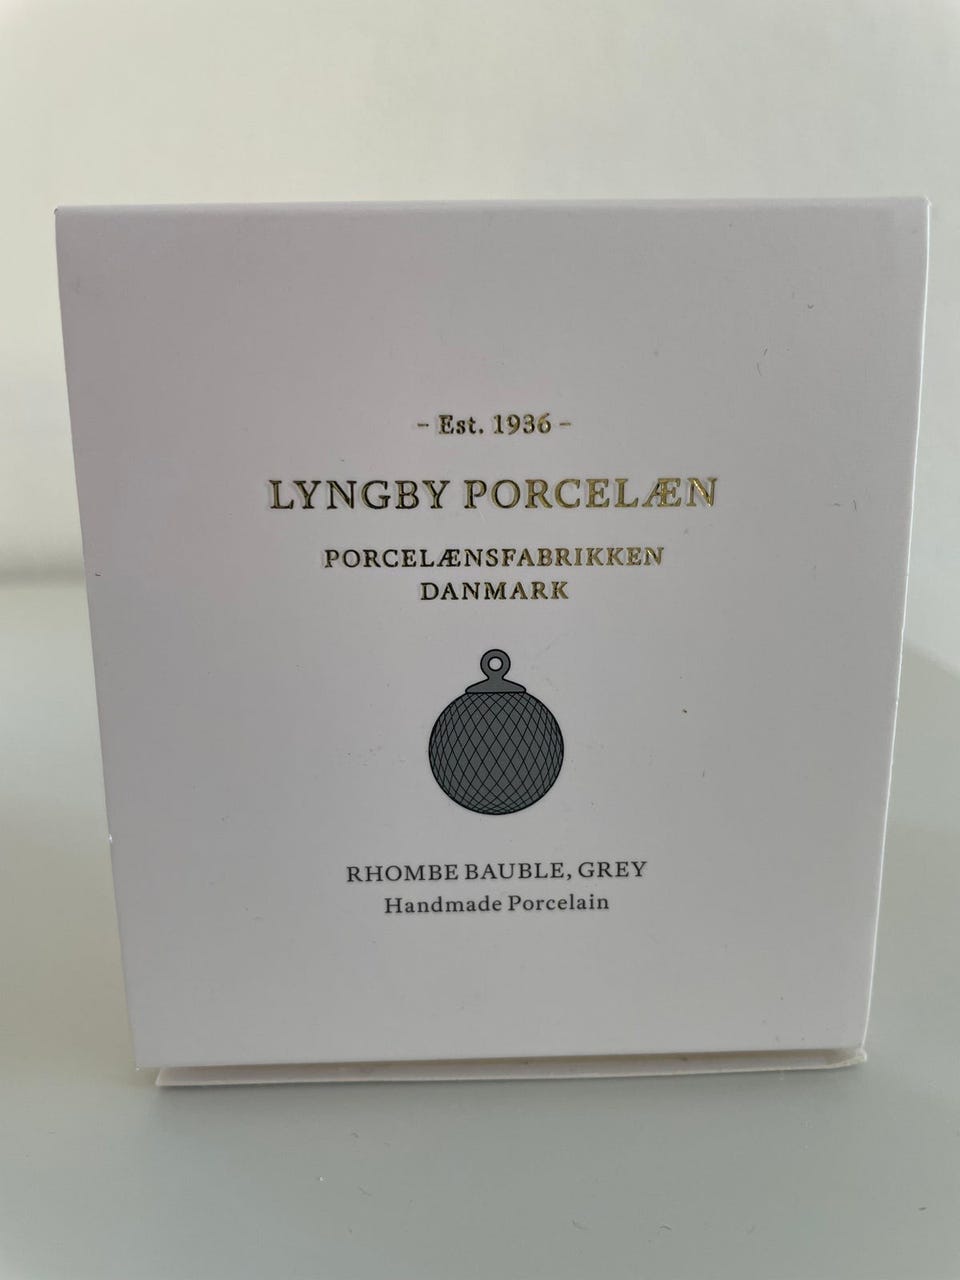 - Est. 1936 -
LYNGBY PORCELÆN
PORCELÆNSFABRIKKEN
DANMARK
RHOMBE BAUBLE, GREY
Handmade Porcelain